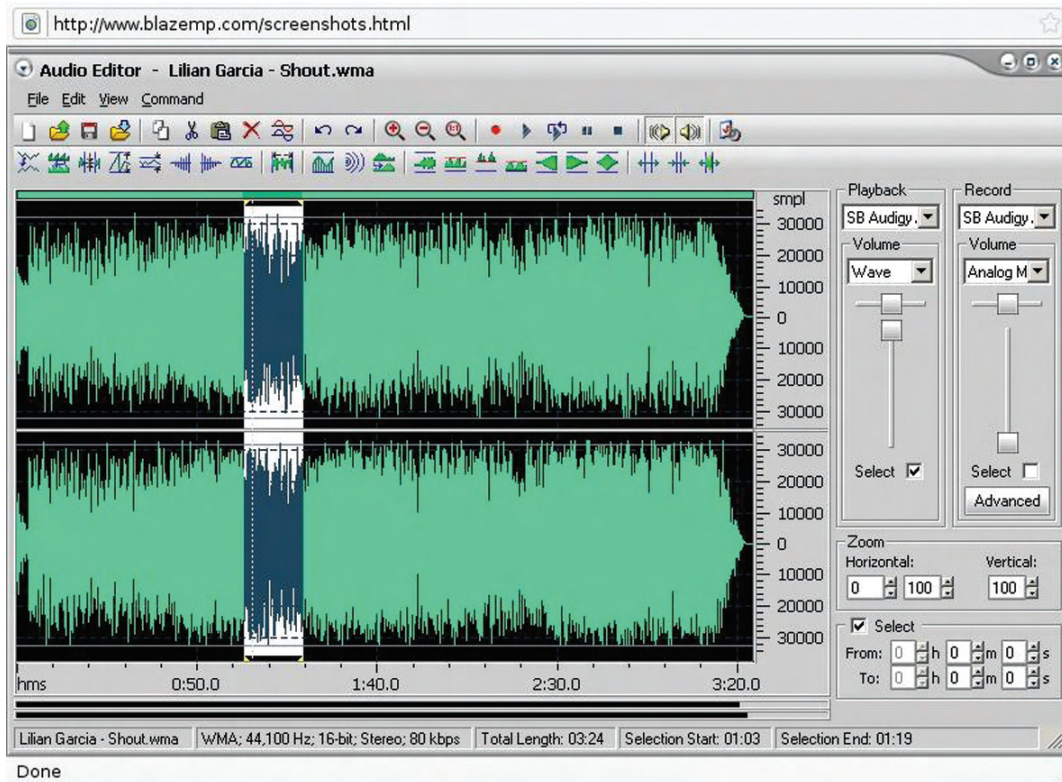 http://www.blazemp.com/screenshots.html
Audio Editor - Lilian Garcia - Shout.wma
File Edit View Command
1:1
smpl
30000
20000
10000
0
10000
20000
30000
30000
20000
10000
0
10000
20000
30000
hms 0:50.0 1:40.0 2:30.0 3:20.0
Playback
SB Audigy.
Volume
Wave
Select
Record
SB Audigy.
Volume
Analog M
Select
Advanced
Zoom
Horizontal: Vertical:
0 100 100
Select
From: 0 h 0 m 0 s
To: 0 h 0 m 0 s
Lilian Garcia - Shout.wma WMA; 44,100 Hz; 16-bit; Stereo; 80 kbps Total Length: 03:24 Selection Start: 01:03 Selection End: 01:19
Done